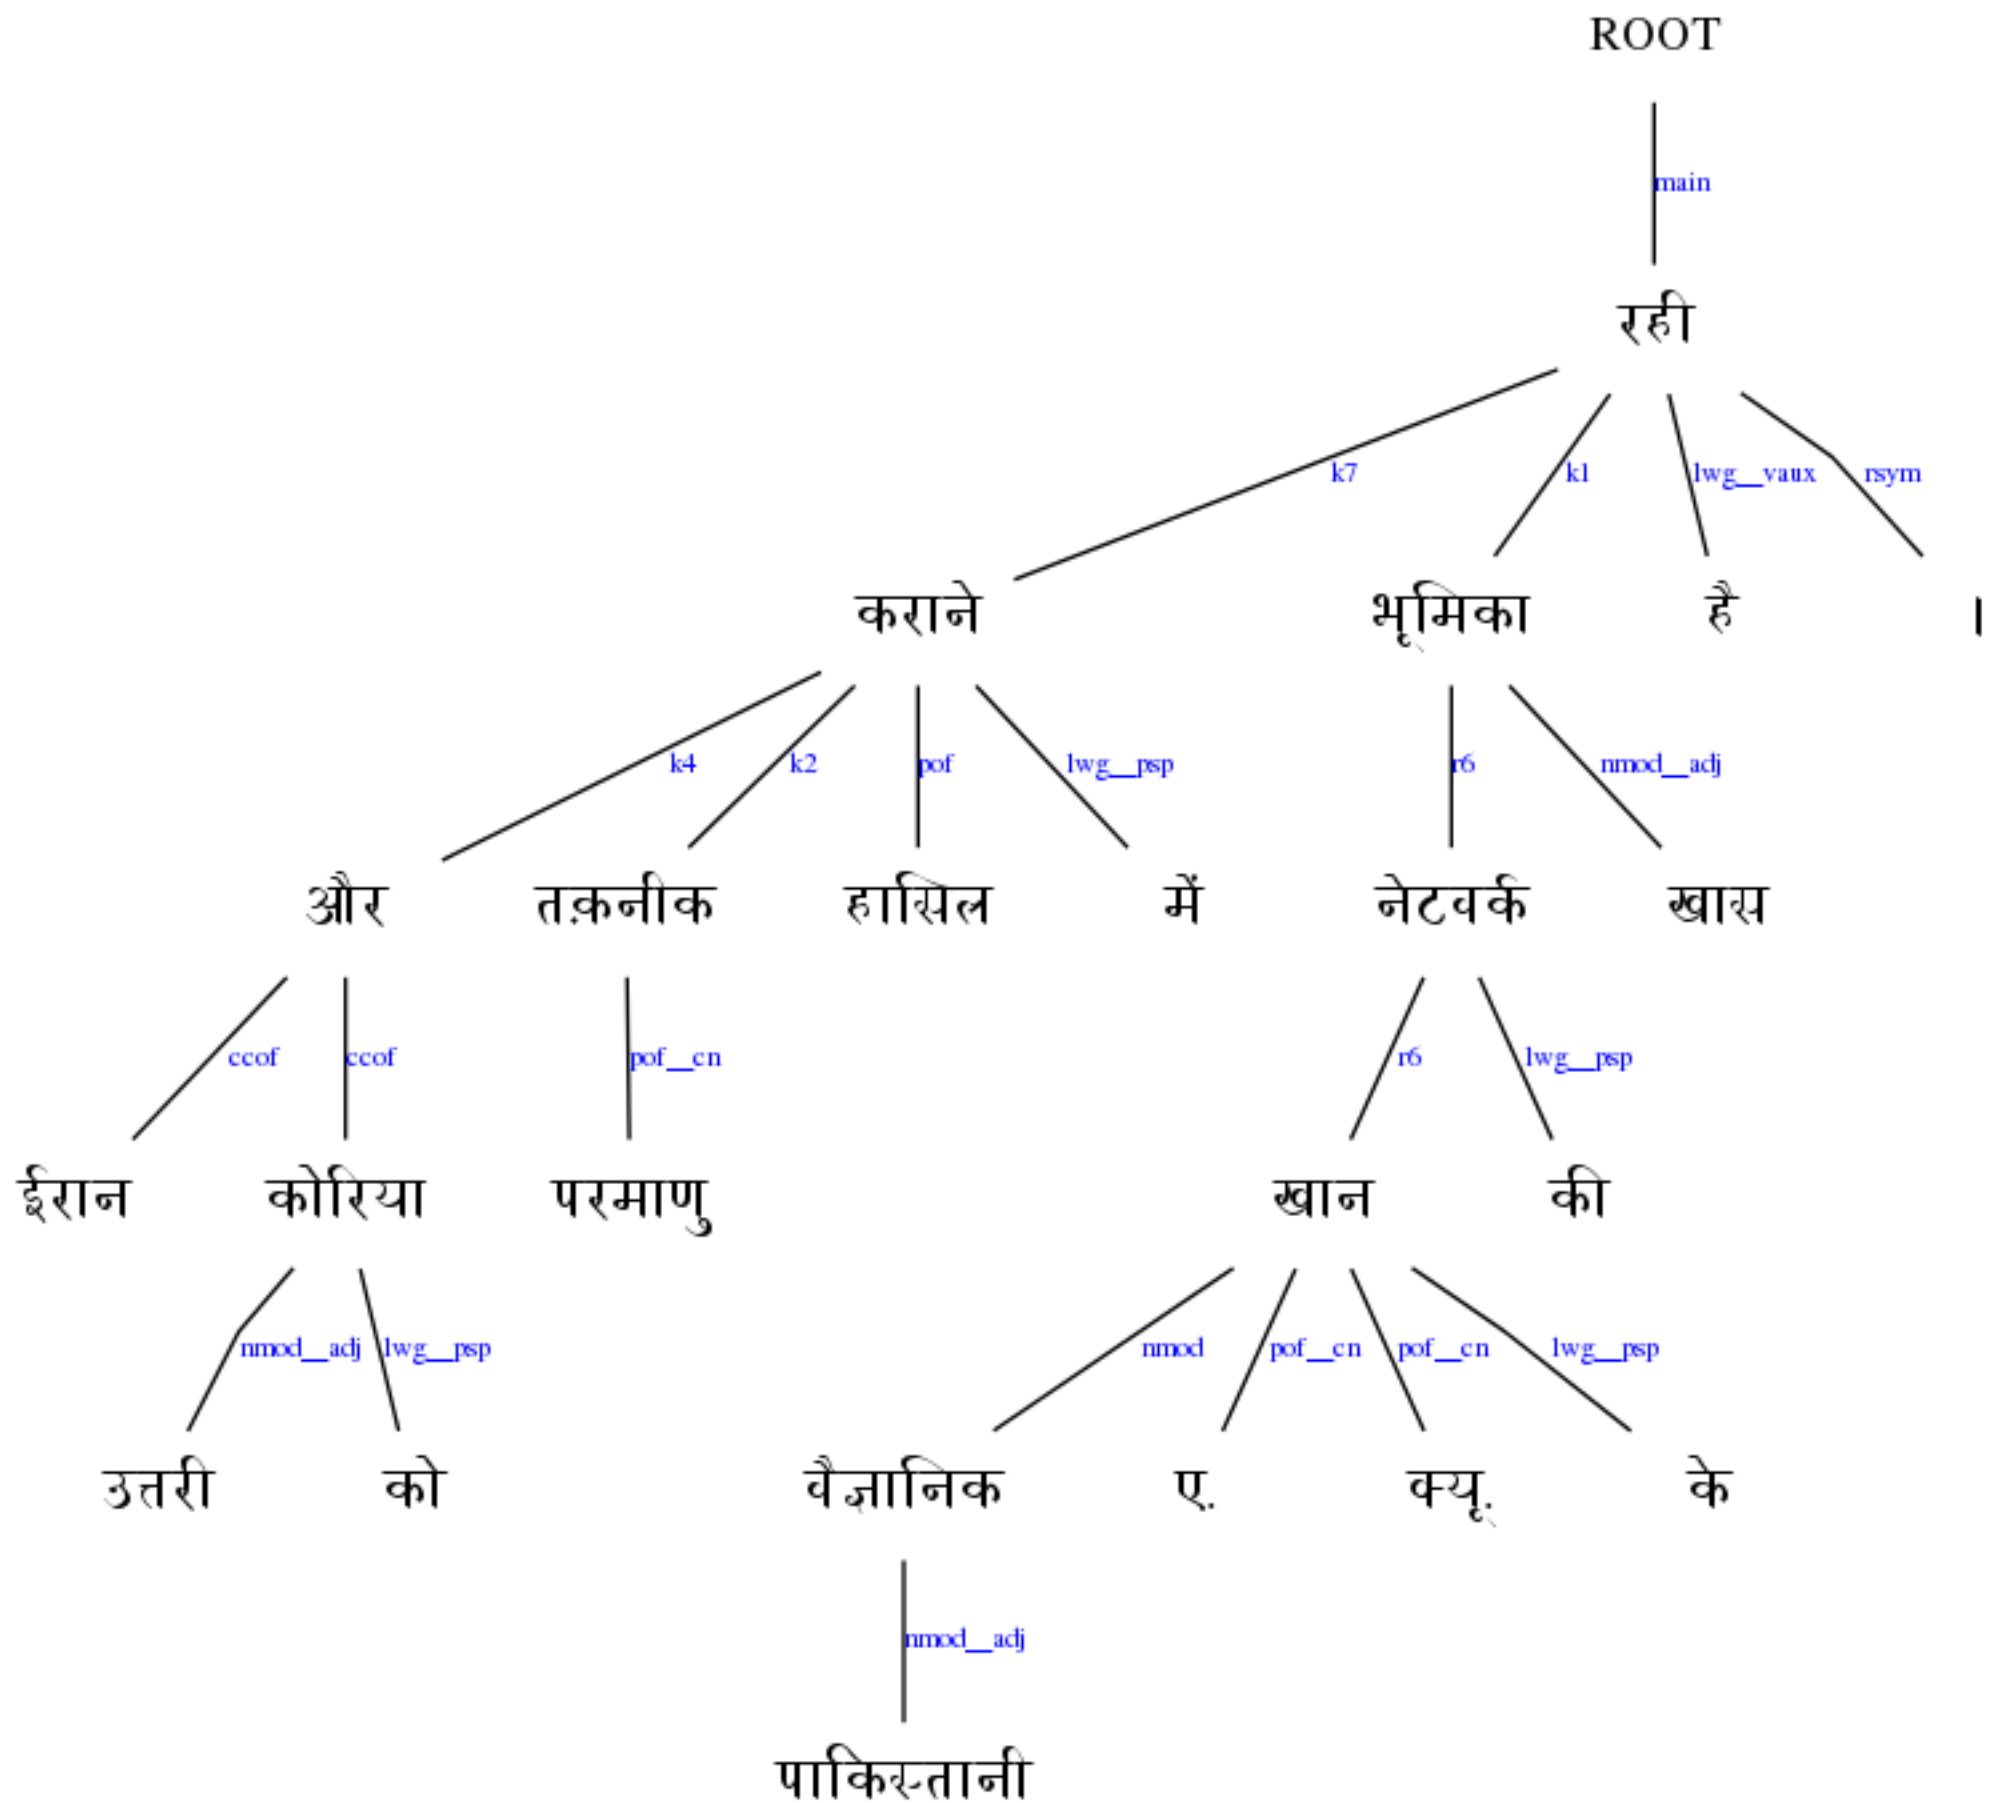 ROOT
main
रही
k7 k1 lwg__vaux rsym
कराने भूमिका है ।
k4 k2 pof lwg__psp r6 nmod__adj
और तक़नीक हासिल में नेटवर्क खास
ccof ccof pof__cn r6 lwg__psp
ईरान कोरिया परमाणु खान की
nmod__adj lwg__psp nmod pof__cn pof__cn lwg__psp
उत्तरी को वैज्ञानिक ए. क्यू. के
nmod__adj
पाकिस्तानी